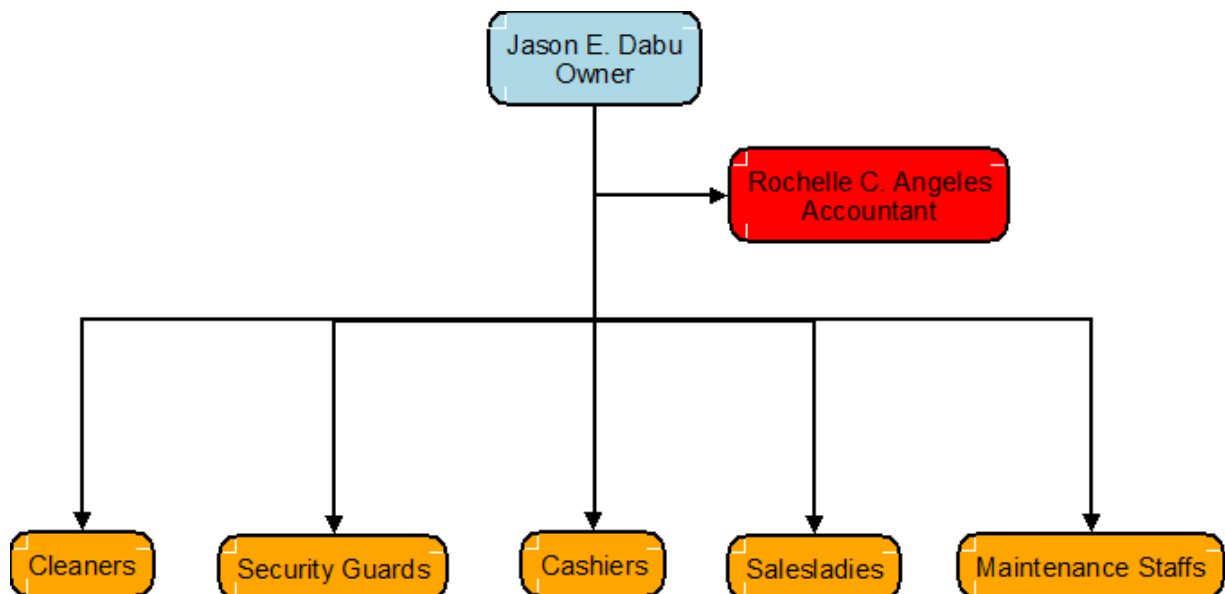 Jason E. Dabu
Owner
Rochelle C. Angeles
Accountant
Cleaners
Security Guards
Cashiers
Salesladies
Maintenance Staffs